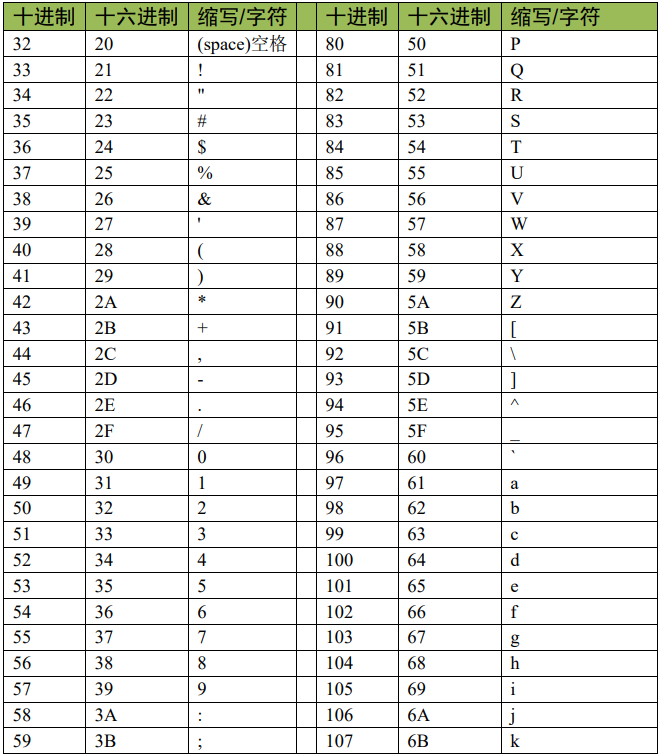 十进制 十六进制 缩写/字符 十进制 十六进制 缩写/字符
32 20 (space)空格 80 50 P
33 21 ! 81 51 Q
34 22 " 82 52 R
35 23 # 83 53 S
36 24 $ 84 54 T
37 25 % 85 55 U
38 26 & 86 56 V
39 27 ' 87 57 W
40 28 ( 88 58 X
41 29 ) 89 59 Y
42 2A * 90 5A Z
43 2B + 91 5B [
44 2C , 92 5C \
45 2D - 93 5D ]
46 2E . 94 5E ^
47 2F / 95 5F _
48 30 0 96 60 `
49 31 1 97 61 a
50 32 2 98 62 b
51 33 3 99 63 c
52 34 4 100 64 d
53 35 5 101 65 e
54 36 6 102 66 f
55 37 7 103 67 g
56 38 8 104 68 h
57 39 9 105 69 i
58 3A : 106 6A j
59 3B ; 107 6B k